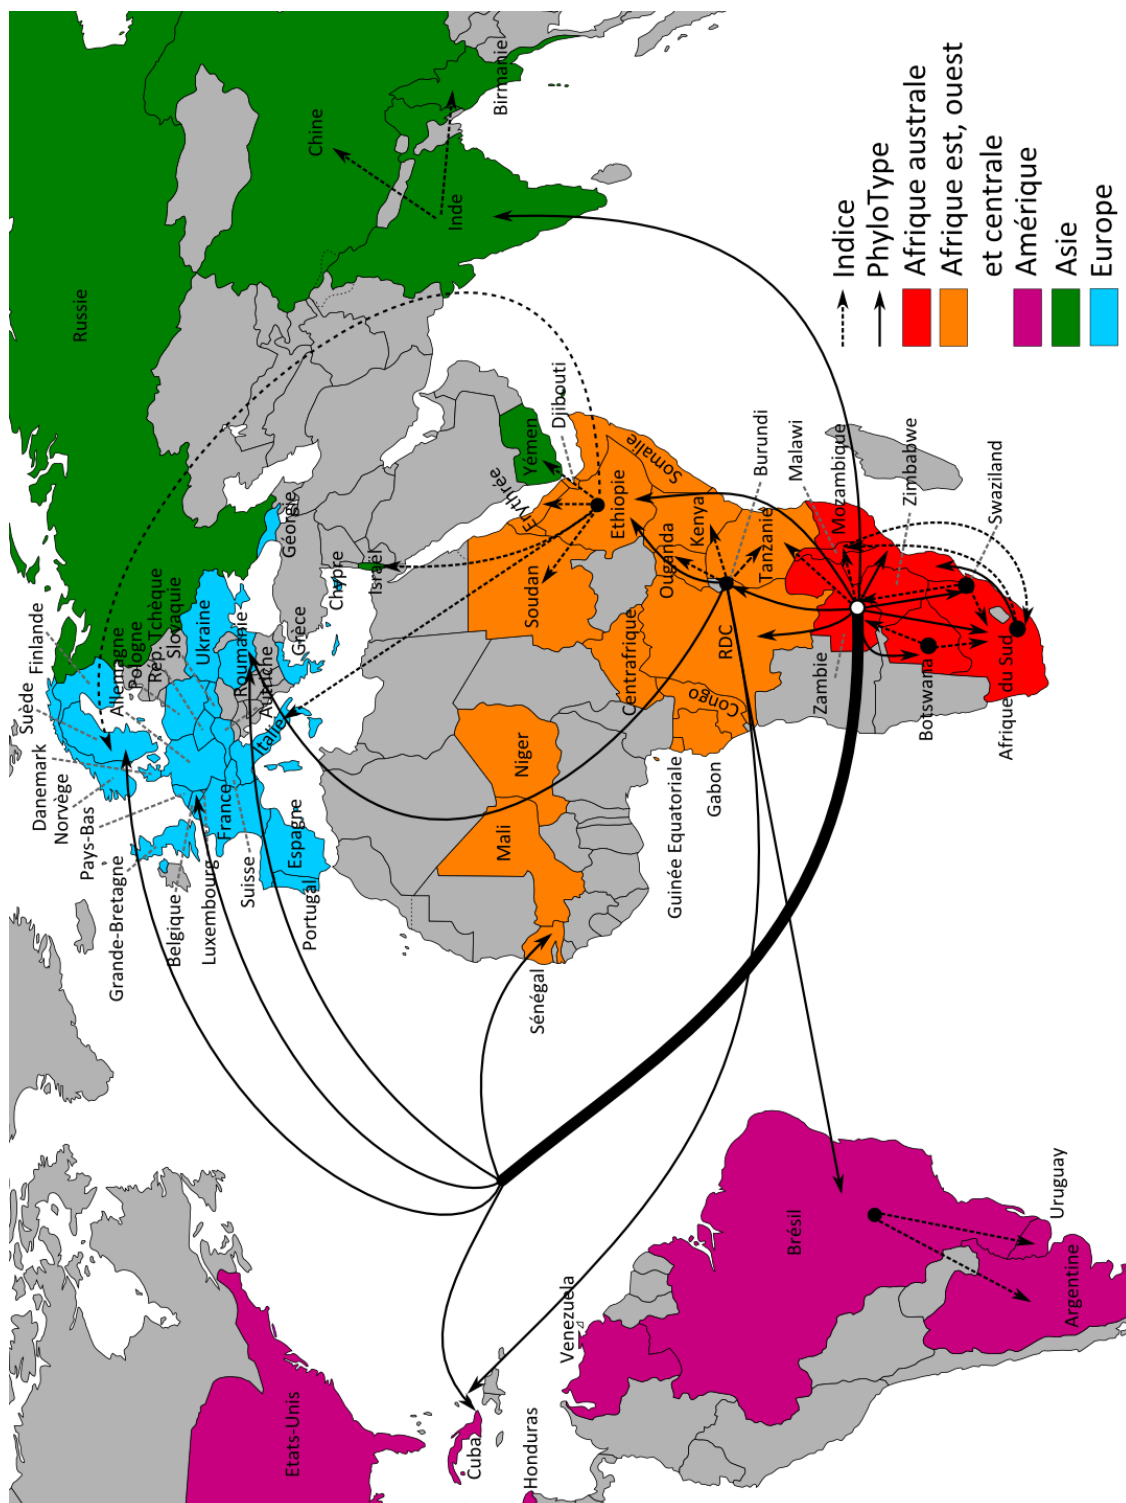 Etats-Unis
Cuba
Honduras
Venezuela
Brésil
Argentine
Uruguay
Finlande
Suède
Danemark
Norvège
Pays-Bas
Grande-Bretagne
Belgique
Luxembourg
Allemagne
Pologne
Rép. Tchèque
Slovaquie
Ukraine
Roumanie
Autriche
Grèce
Italie
France
Suisse
Espagne
Portugal
Géorgie
Chypre
Israël
Russie
Chine
Inde
Birmanie
Yémen
Djibouti
Erythrée
Somalie
Ethiopie
Soudan
Ouganda
Kenya
Burundi
Tanzanie
Centrafrique
RDC
Congo
Niger
Mali
Sénégal
Guinée Equatoriale
Gabon
Malawi
Mozambique
Zimbabwe
Zambie
Botswana
Swaziland
Afrique du Sud
Indice
PhyloType
Afrique australe
Afrique est, ouest
et centrale
Amérique
Asie
Europe